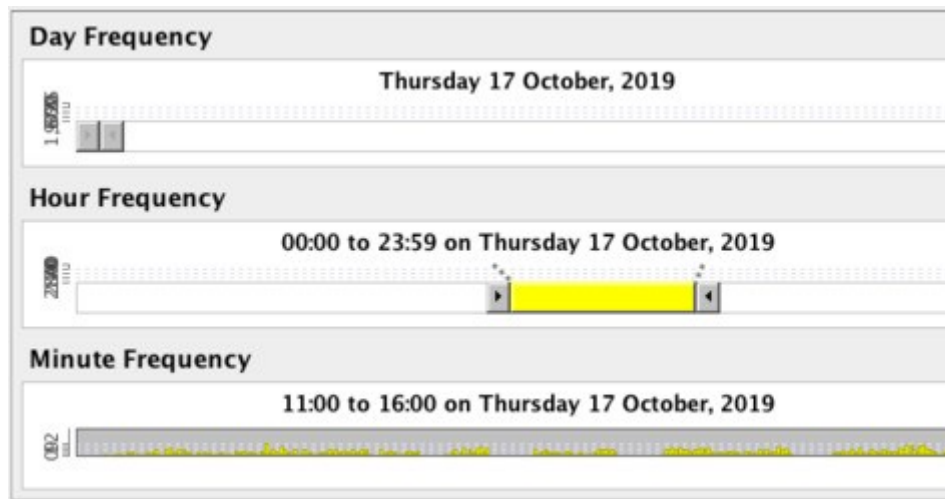 Day Frequency
Thursday 17 October, 2019
Hour Frequency
00:00 to 23:59 on Thursday 17 October, 2019
Minute Frequency
11:00 to 16:00 on Thursday 17 October, 2019